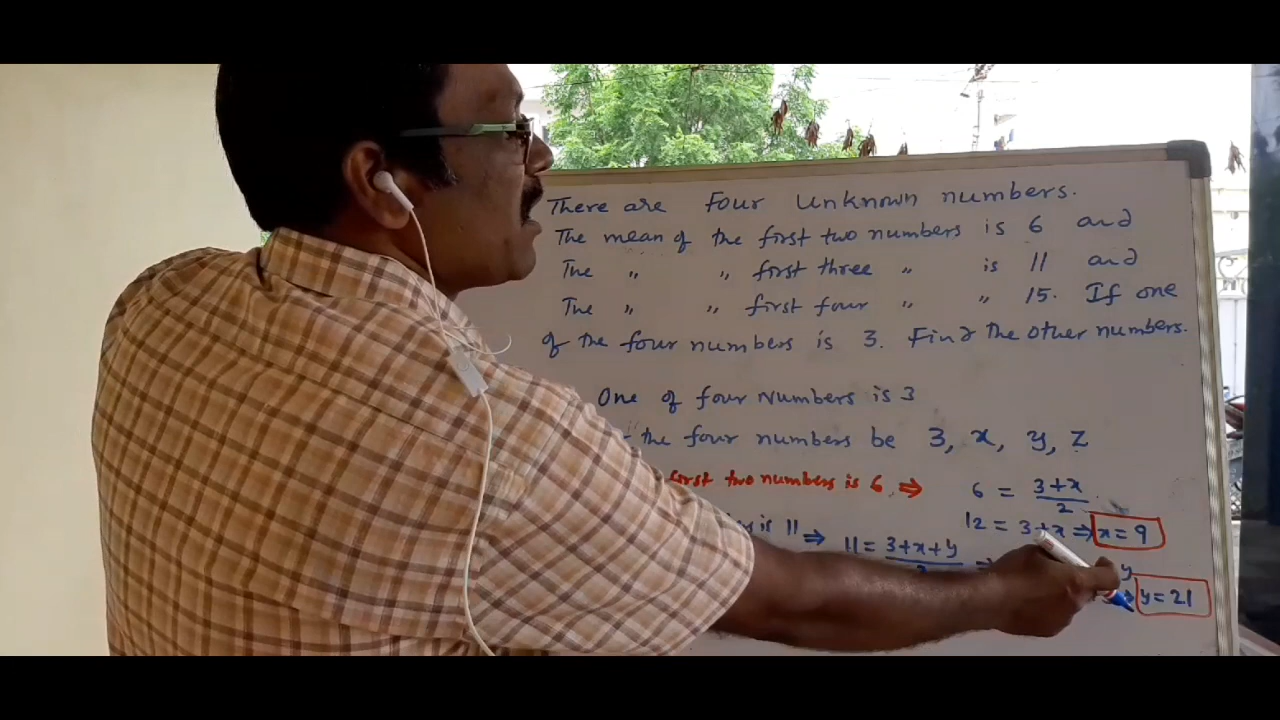 There are four unknown numbers.
The mean of the first two numbers is 6 and
The " " first three " is 11 and
The " " first four " " 15. If one
of the four numbers is 3. Find the other numbers.
One of four numbers is 3
the four numbers be 3, x, y, z
first two numbers is 6 ⇒ 6 = 3+x/2
12 = 3+x ⇒ x = 9
is 11 ⇒ 11 = 3+x+y/3 ⇒
y
⇒ y = 21